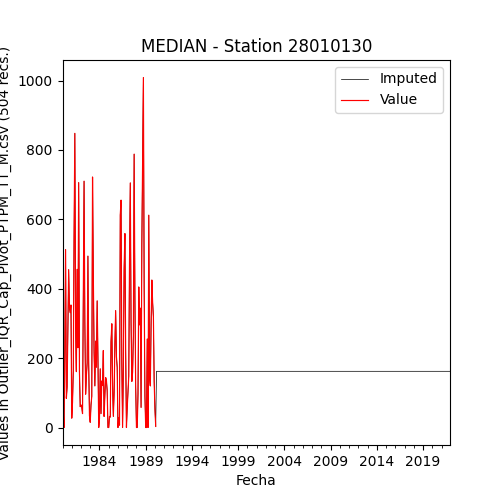 MEDIAN - Station 28010130
Imputed
Value
1000
800
600
400
200
0
Values in Outlier_IQR_Cap_Pivot_PTPM_TT_M.csv (504 recs.)
1984 1989 1994 1999 2004 2009 2014 2019
Fecha